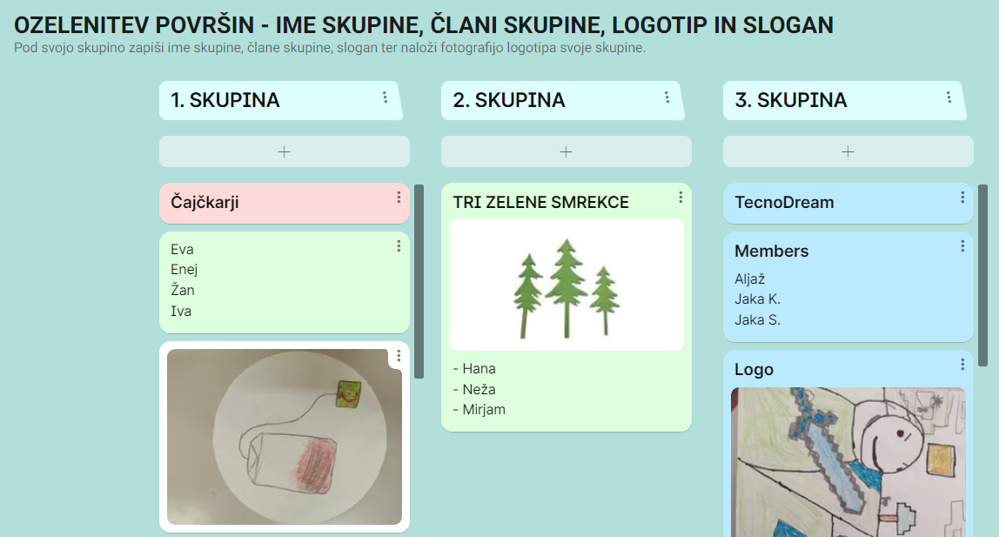 OZELENITEV POVRŠIN - IME SKUPINE, ČLANI SKUPINE, LOGOTIP IN SLOGAN
Pod svojo skupino zapiši ime skupine, člane skupine, slogan ter naloži fotografijo logotipa svoje skupine.
1. SKUPINA
Čajčkarji
Eva
Enej
Žan
Iva
2. SKUPINA
TRI ZELENE SMREKCE
- Hana
- Neža
- Mirjam
3. SKUPINA
TecnoDream
Members
Aljaž
Jaka K.
Jaka S.
Logo